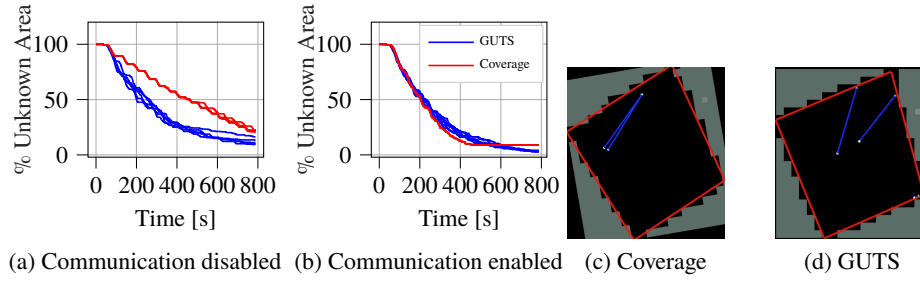 % Unknown Area
100
50
0
0 200 400 600 800
Time [s]
(a) Communication disabled
% Unknown Area
100
50
0
0 200 400 600 800
Time [s]
GUTS
Coverage
(b) Communication enabled
(c) Coverage
(d) GUTS